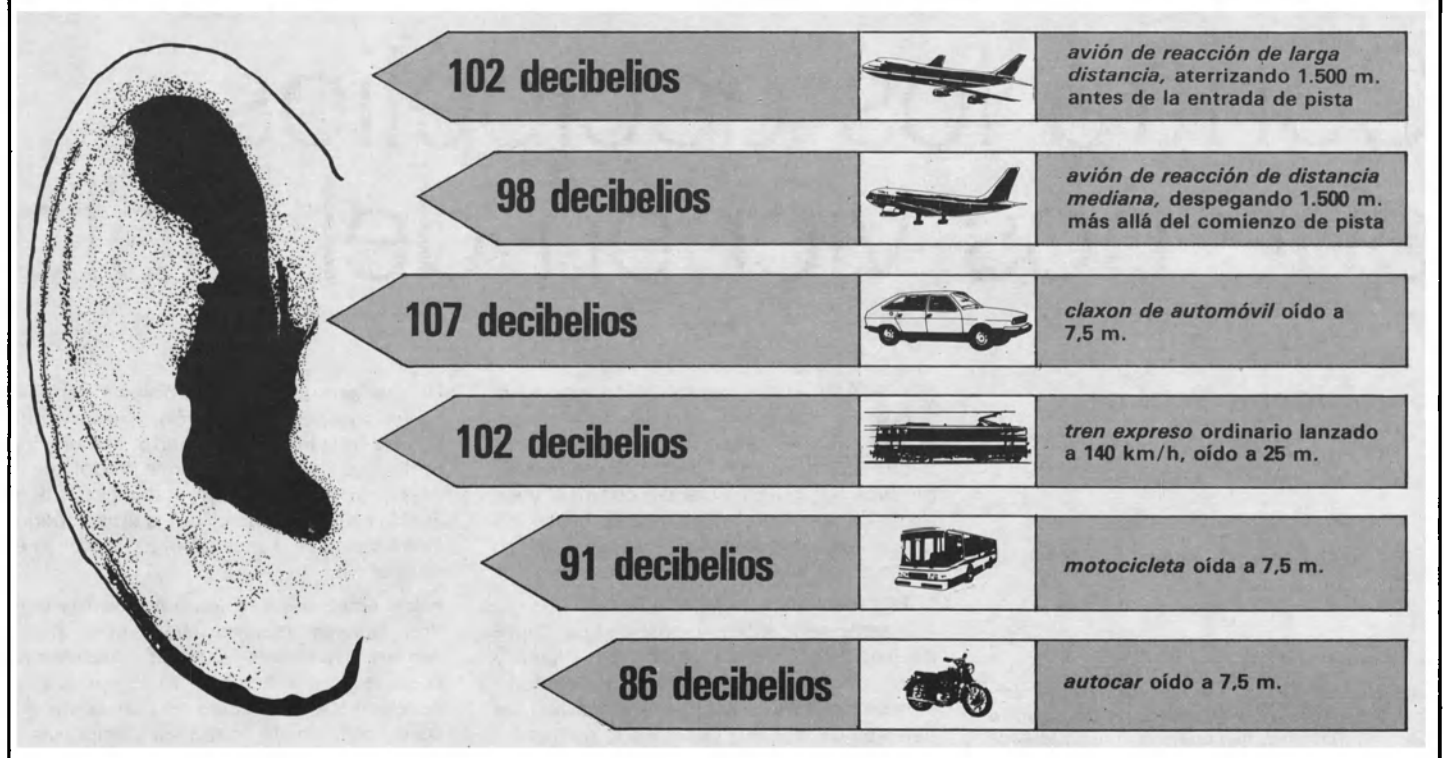 102 decibelios
avión de reacción de larga
distancia, aterrizando 1.500 m.
antes de la entrada de pista
98 decibelios
avión de reacción de distancia
mediana, despegando 1.500 m.
más allá del comienzo de pista
107 decibelios
claxon de automóvil oído a
7,5 m.
102 decibelios
tren expreso ordinario lanzado
a 140 km/h, oído a 25 m.
91 decibelios
motocicleta oída a 7,5 m.
86 decibelios
autocar oído a 7,5 m.